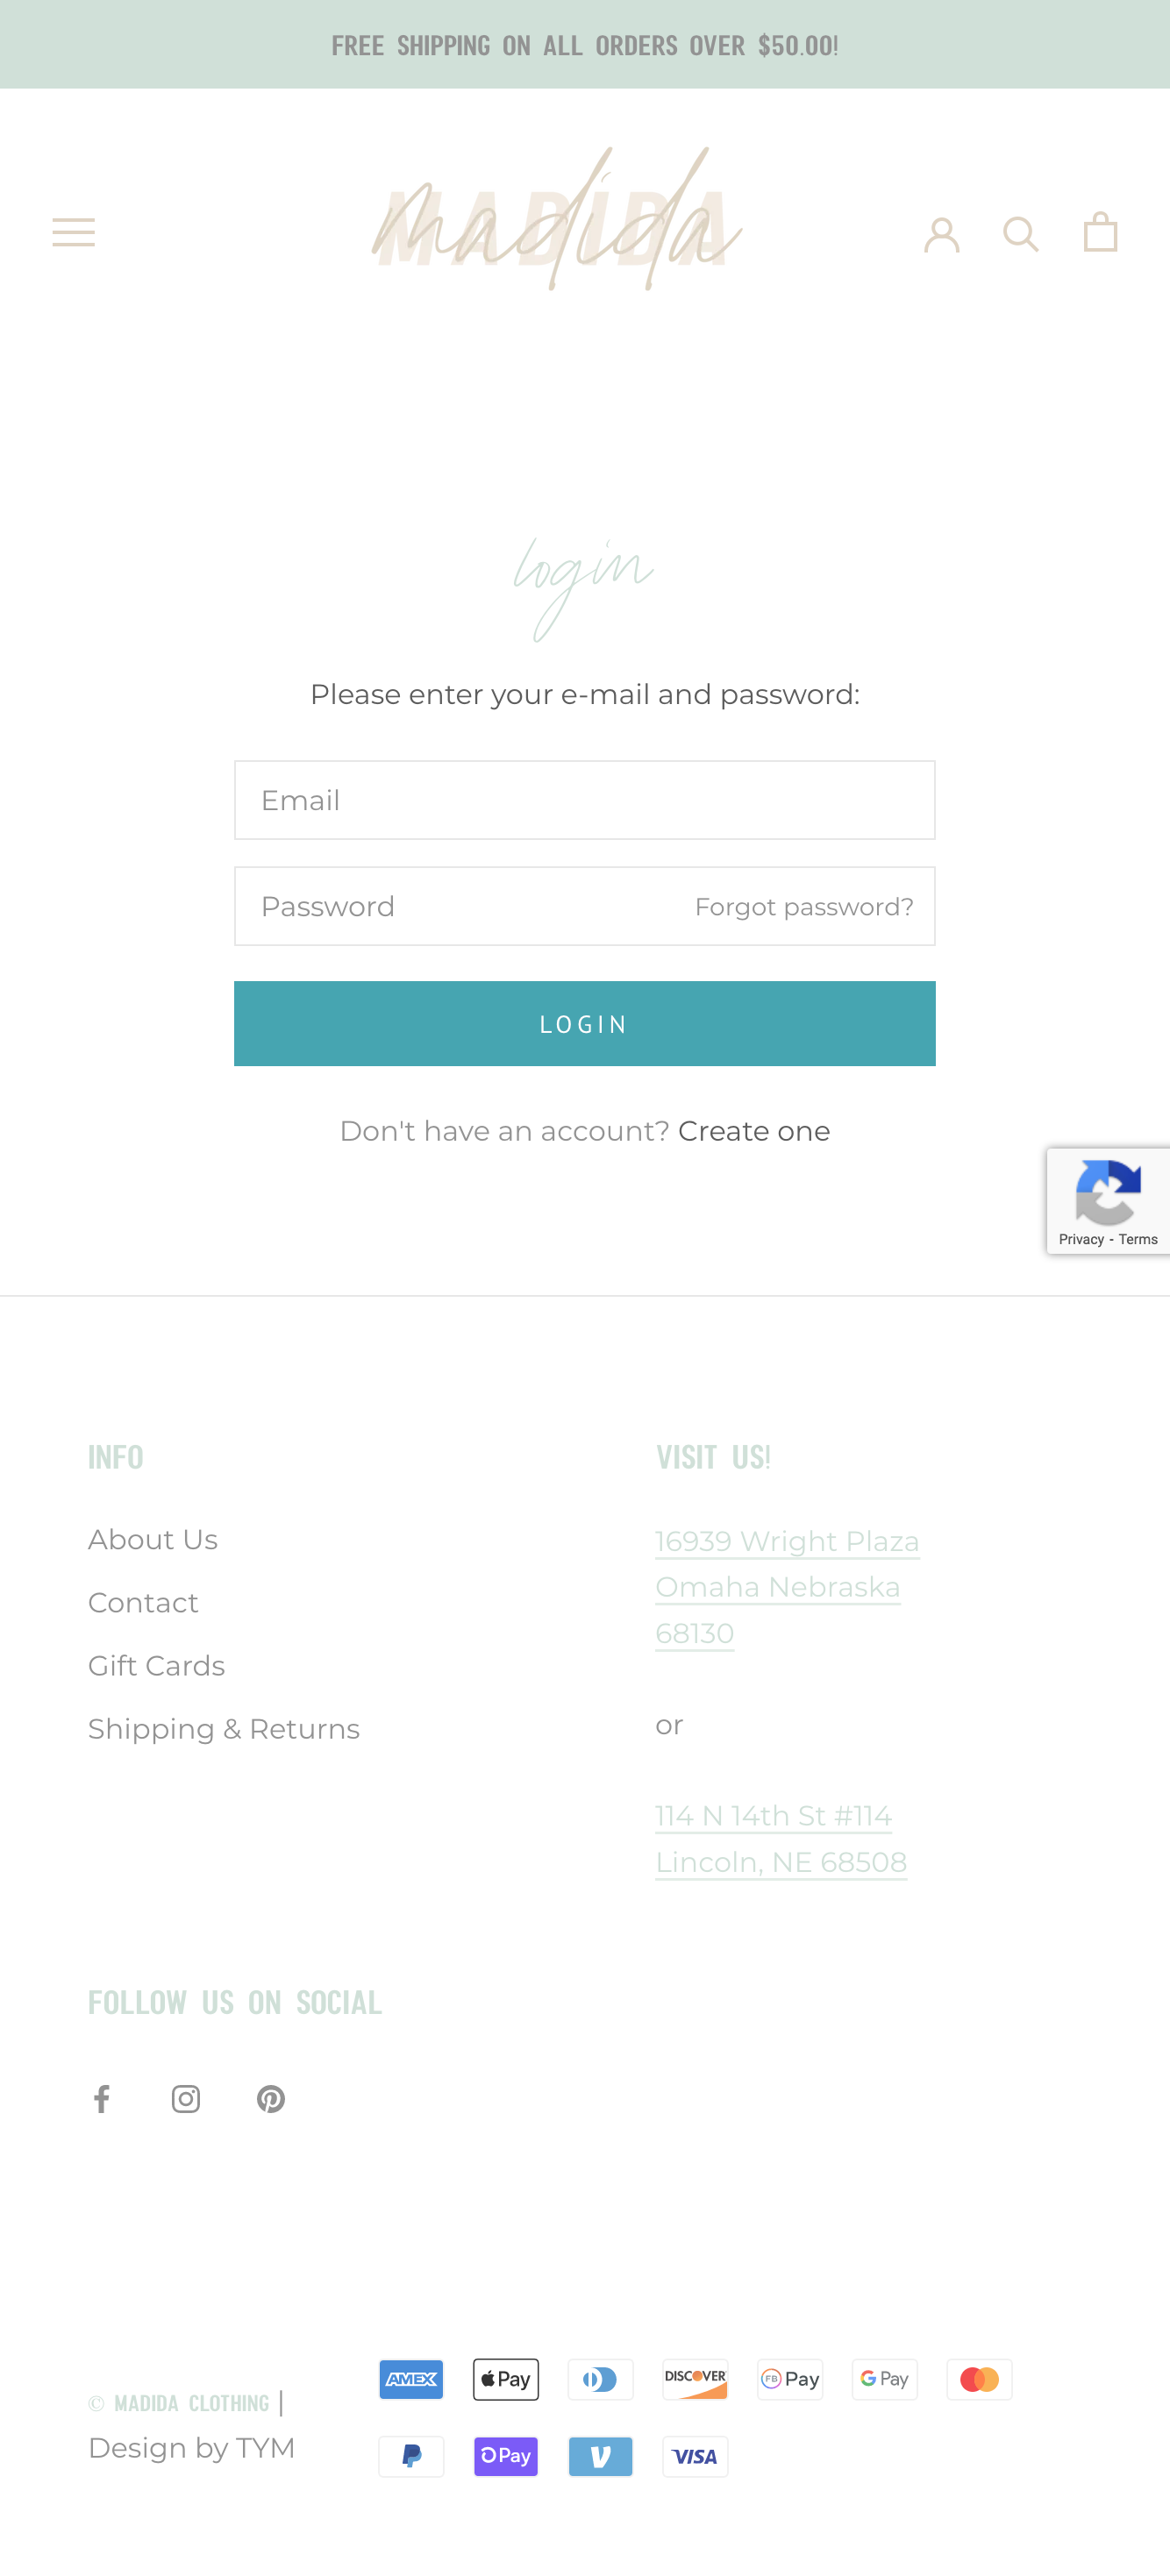 FREE SHIPPING ON ALL ORDERS OVER $50.00!
MADIDA
madida
login
Please enter your e-mail and password:
Email
Password
Forgot password?
LOGIN
Don't have an account? Create one
Privacy - Terms
INFO
About Us
Contact
Gift Cards
Shipping & Returns
VISIT US!
16939 Wright Plaza
Omaha Nebraska
68130
or
114 N 14th St #114
Lincoln, NE 68508
FOLLOW US ON SOCIAL
© MADIDA CLOTHING |
Design by TYM
AMEX
Pay
DISCOVER
FB Pay
G Pay
Pay
VISA